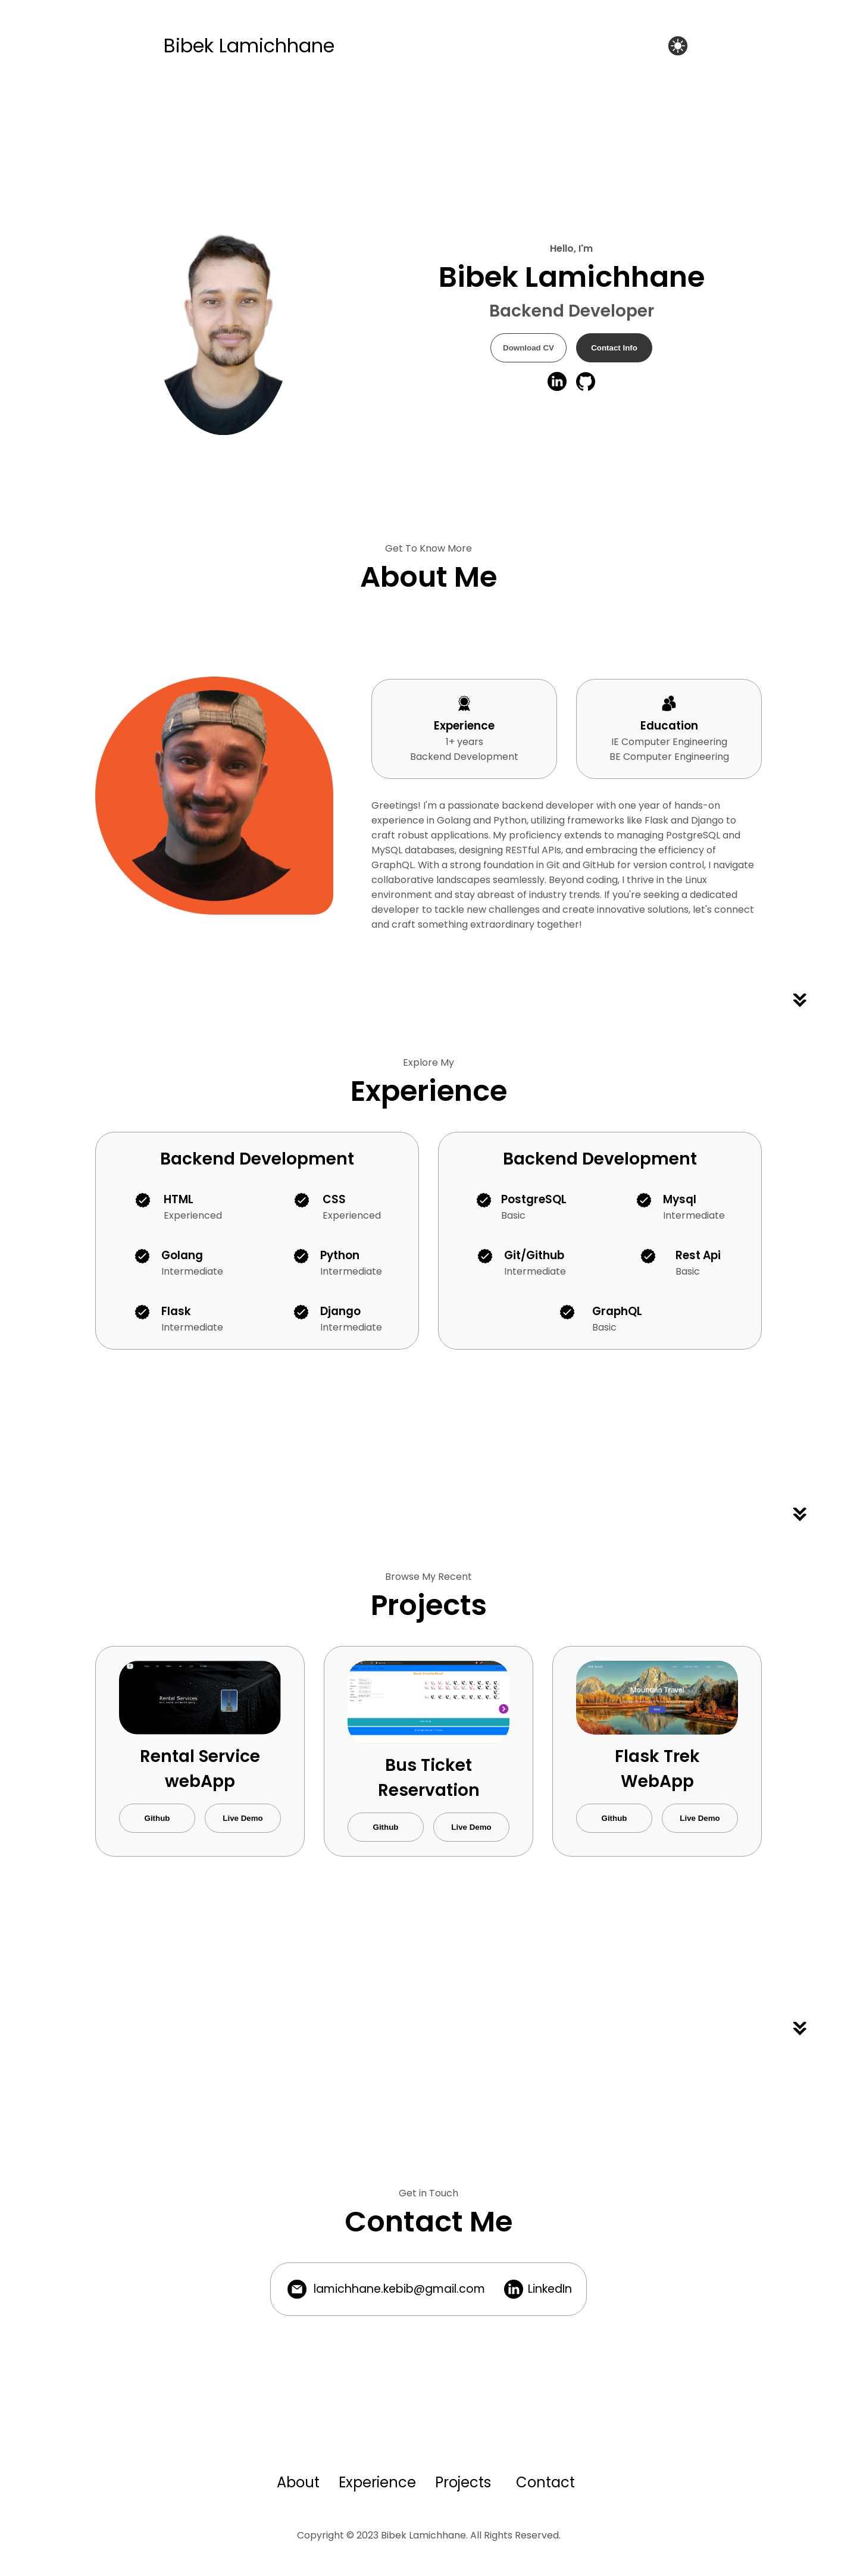 Bibek Lamichhane
Hello, I'm
Bibek Lamichhane
Backend Developer
Download CV
Contact Info
Get To Know More
About Me
Experience
1+ years
Backend Development
Education
IE Computer Engineering
BE Computer Engineering
Greetings! I'm a passionate backend developer with one year of hands-on
experience in Golang and Python, utilizing frameworks like Flask and Django to
craft robust applications. My proficiency extends to managing PostgreSQL and
MySQL databases, designing RESTful APIs, and embracing the efficiency of
GraphQL. With a strong foundation in Git and GitHub for version control, I navigate
collaborative landscapes seamlessly. Beyond coding, I thrive in the Linux
environment and stay abreast of industry trends. If you're seeking a dedicated
developer to tackle new challenges and create innovative solutions, let's connect
and craft something extraordinary together!
Explore My
Experience
Backend Development
HTML
Experienced
CSS
Experienced
Golang
Intermediate
Python
Intermediate
Flask
Intermediate
Django
Intermediate
Backend Development
PostgreSQL
Basic
Mysql
Intermediate
Git/Github
Intermediate
Rest Api
Basic
GraphQL
Basic
Browse My Recent
Projects
Rental Services
Rental Service
webApp
Github
Live Demo
Bus Ticket
Reservation
Github
Live Demo
Mountain Travel
Flask Trek
WebApp
Github
Live Demo
Get in Touch
Contact Me
lamichhane.kebib@gmail.com
LinkedIn
About
Experience
Projects
Contact
Copyright © 2023 Bibek Lamichhane. All Rights Reserved.